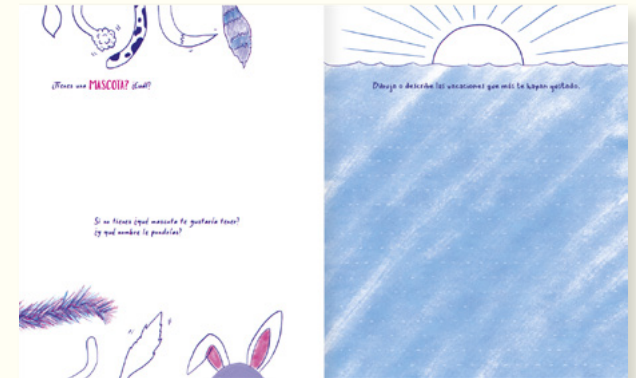 ¿Tienes una MASCOTA? ¿Cuál?
Si no tienes ¿qué mascota te gustaría tener?
¿y qué nombre le pondrías?
Dibuja o describe las vacaciones que más te hayan gustado.